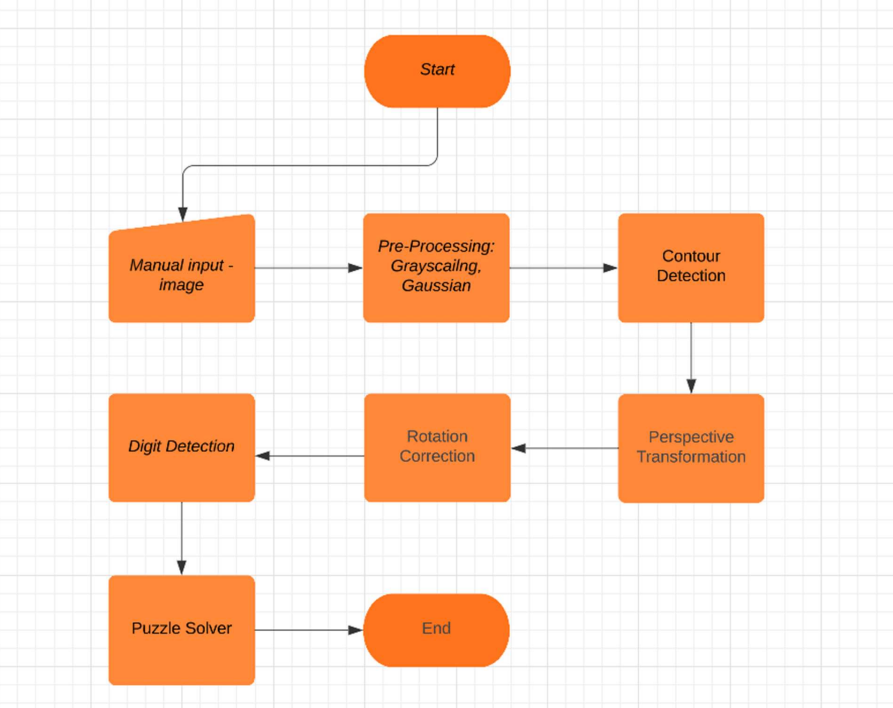 Start
Manual input -
image
Pre-Processing:
Grayscailng,
Gaussian
Contour
Detection
Perspective
Transformation
Rotation
Correction
Digit Detection
Puzzle Solver
End